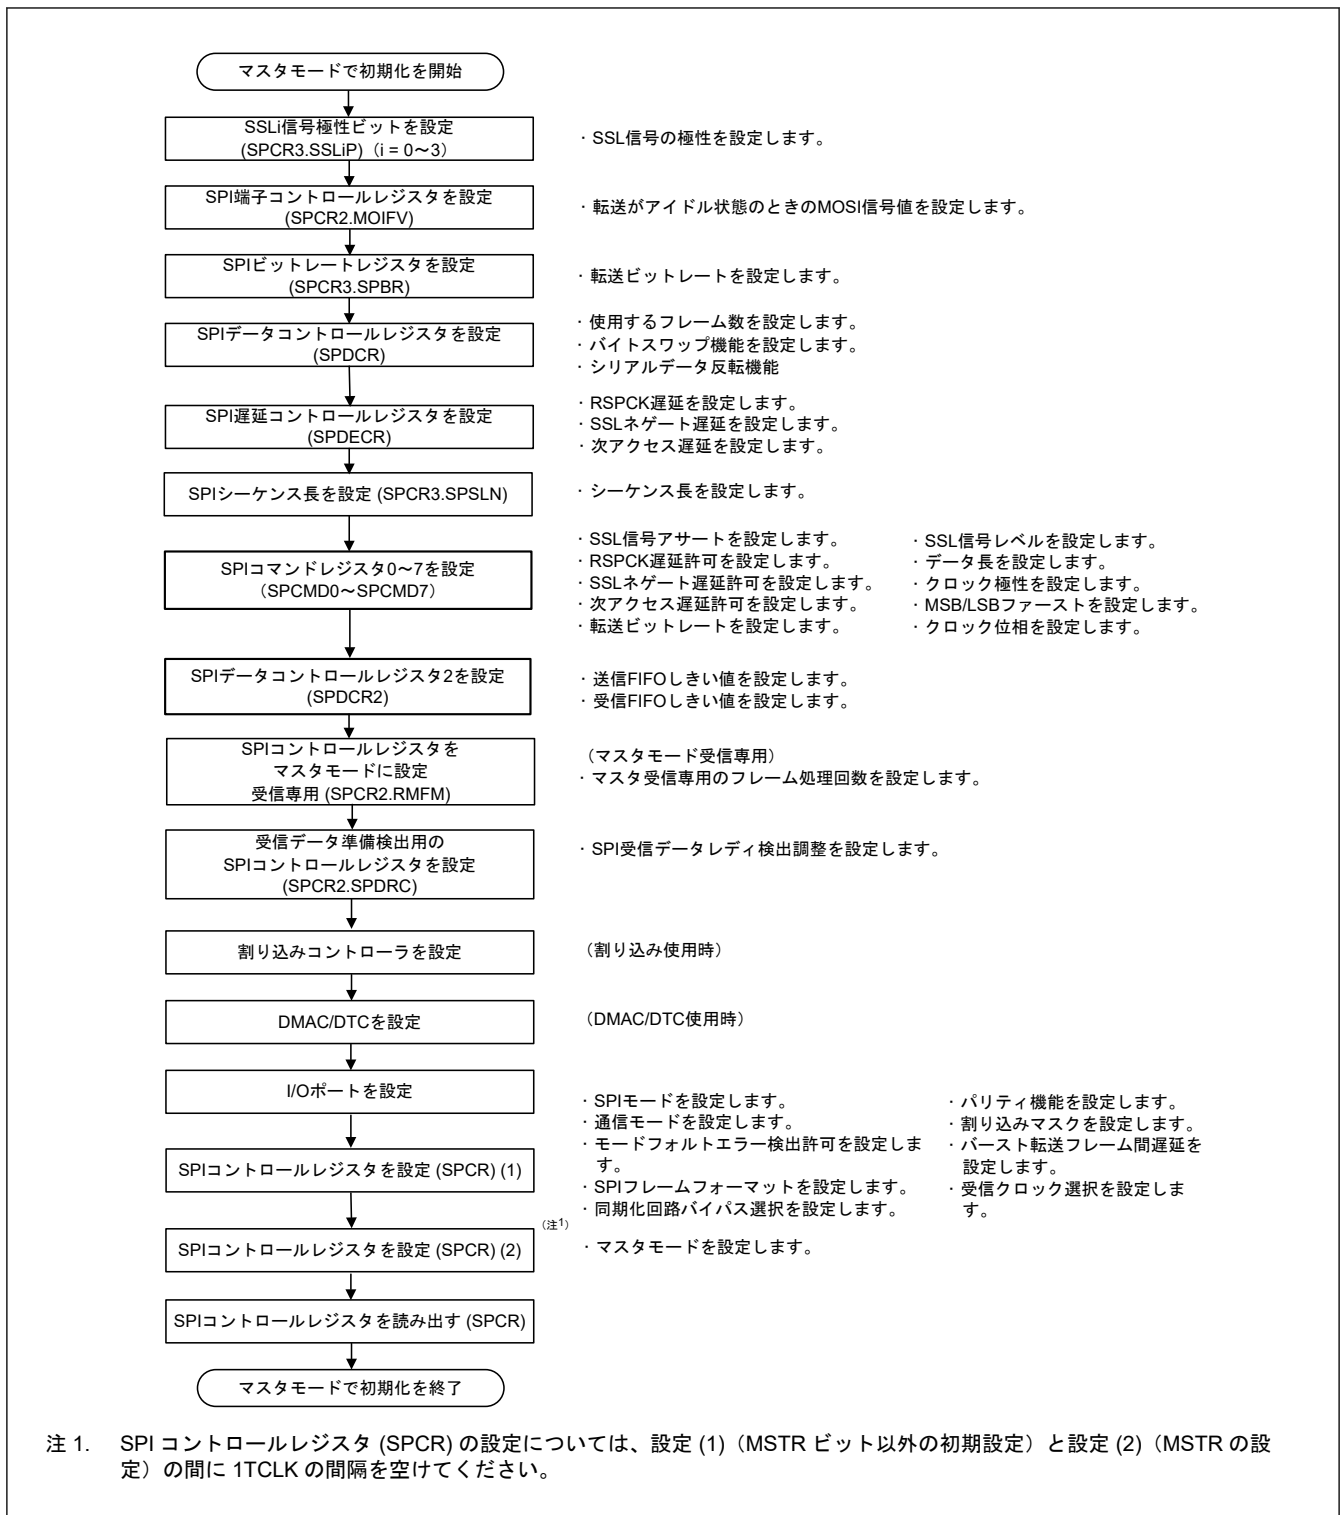 マスタモードで初期化を開始
SSLi信号極性ビットを設定
(SPCR3.SSLiP)（i = 0～3）
・SSL信号の極性を設定します。
SPI端子コントロールレジスタを設定
(SPCR2.MOIFV)
・転送がアイドル状態のときのMOSI信号値を設定します。
SPIビットレートレジスタを設定
(SPCR3.SPBR)
・転送ビットレートを設定します。
SPIデータコントロールレジスタを設定
(SPDCR)
・使用するフレーム数を設定します。
・バイトスワップ機能を設定します。
・シリアルデータ反転機能
SPI遅延コントロールレジスタを設定
(SPDECR)
・RSPCK遅延を設定します。
・SSLネゲート遅延を設定します。
・次アクセス遅延を設定します。
SPIシーケンス長を設定 (SPCR3.SPSLN)
・シーケンス長を設定します。
SPIコマンドレジスタ0～7を設定
（SPCMD0～SPCMD7）
・SSL信号アサートを設定します。
・RSPCK遅延許可を設定します。
・SSLネゲート遅延許可を設定します。
・次アクセス遅延許可を設定します。
・転送ビットレートを設定します。
・SSL信号レベルを設定します。
・データ長を設定します。
・クロック極性を設定します。
・MSB/LSBファーストを設定します。
・クロック位相を設定します。
SPIデータコントロールレジスタ2を設定
(SPDCR2)
・送信FIFOしきい値を設定します。
・受信FIFOしきい値を設定します。
SPIコントロールレジスタを
マスタモードに設定
受信専用 (SPCR2.RMFM)
（マスタモード受信専用）
・マスタ受信専用のフレーム処理回数を設定します。
受信データ準備検出用の
SPIコントロールレジスタを設定
(SPCR2.SPDRC)
・SPI受信データレディ検出調整を設定します。
割り込みコントローラを設定
（割り込み使用時）
DMAC/DTCを設定
（DMAC/DTC使用時）
I/Oポートを設定
SPIコントロールレジスタを設定 (SPCR) (1)
・SPIモードを設定します。
・通信モードを設定します。
・モードフォルトエラー検出許可を設定しま
す。
・SPIフレームフォーマットを設定します。
・同期化回路バイパス選択を設定します。
・パリティ機能を設定します。
・割り込みマスクを設定します。
・バースト転送フレーム間遅延を
設定します。
・受信クロック選択を設定しま
す。
（注1）
SPIコントロールレジスタを設定 (SPCR) (2)
・マスタモードを設定します。
SPIコントロールレジスタを読み出す (SPCR)
マスタモードで初期化を終了
注 1. SPI コントロールレジスタ (SPCR) の設定については、設定 (1)（MSTR ビット以外の初期設定）と設定 (2)（MSTR の設
定）の間に 1TCLK の間隔を空けてください。